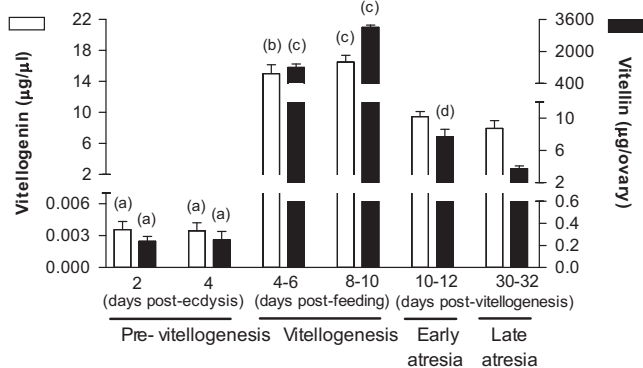 Vitellogenin (µg/µl)
22
18
14
10
6
2
0.006
0.003
0.000
(a)
(a)
(a)
(a)
(b)
(c)
(c)
(c)
(d)
3600
2000
400
10
6
2
0.6
0.4
0.2
0.0
Vitellin
(µg/ovary)
2 4 4-6 8-10 10-12 30-32
(days post-ecdysis) (days post-feeding) (days post-vitellogenesis)
Pre- vitellogenesis Vitellogenesis Early Late
atresia atresia